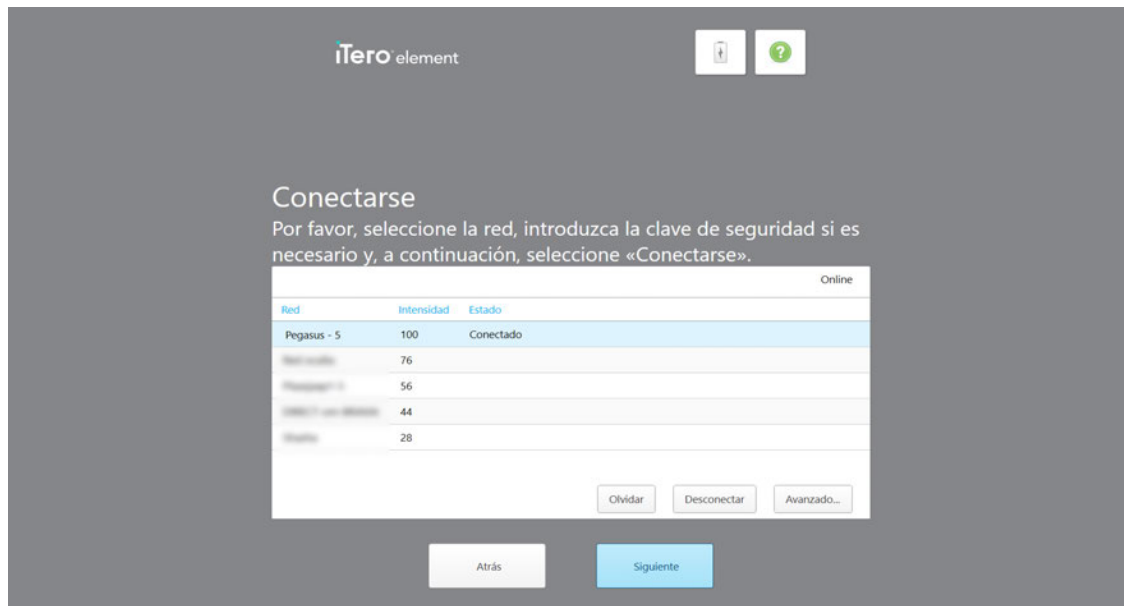 iTero element
Conectarse
Por favor, seleccione la red, introduzca la clave de seguridad si es
necesario y, a continuación, seleccione «Conectarse».
Online
Red Intensidad Estado
Pegasus - 5 100 Conectado
76
56
44
28
Olvidar Desconectar Avanzado...
Atrás Siguiente